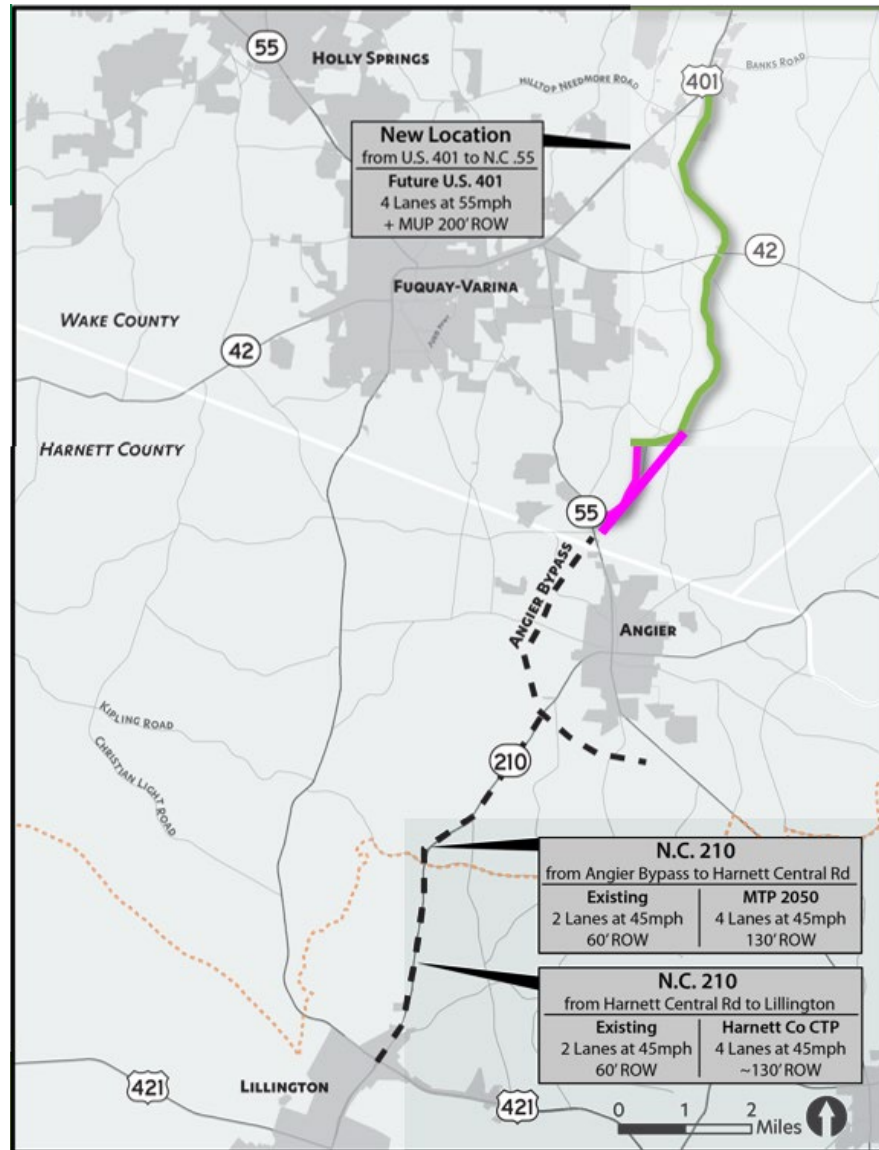 55
HOLLY SPRINGS
HILLTOP NEEDMORE ROAD
BANKS ROAD
401
New Location
from U.S. 401 to N.C .55
Future U.S. 401
4 Lanes at 55mph
+ MUP 200' ROW
42
FUQUAY-VARINA
WAKE COUNTY
42
HARNETT COUNTY
55
ANGIER BYPASS
ANGIER
KIPLING ROAD
CHRISTIAN LIGHT ROAD
210
N.C. 210
from Angier Bypass to Harnett Central Rd
Existing
2 Lanes at 45mph
60' ROW
MTP 2050
4 Lanes at 45mph
130' ROW
N.C. 210
from Harnett Central Rd to Lillington
Existing
2 Lanes at 45mph
60' ROW
Harnett Co CTP
4 Lanes at 45mph
~130' ROW
421
LILLINGTON
421
0 1 2
Miles